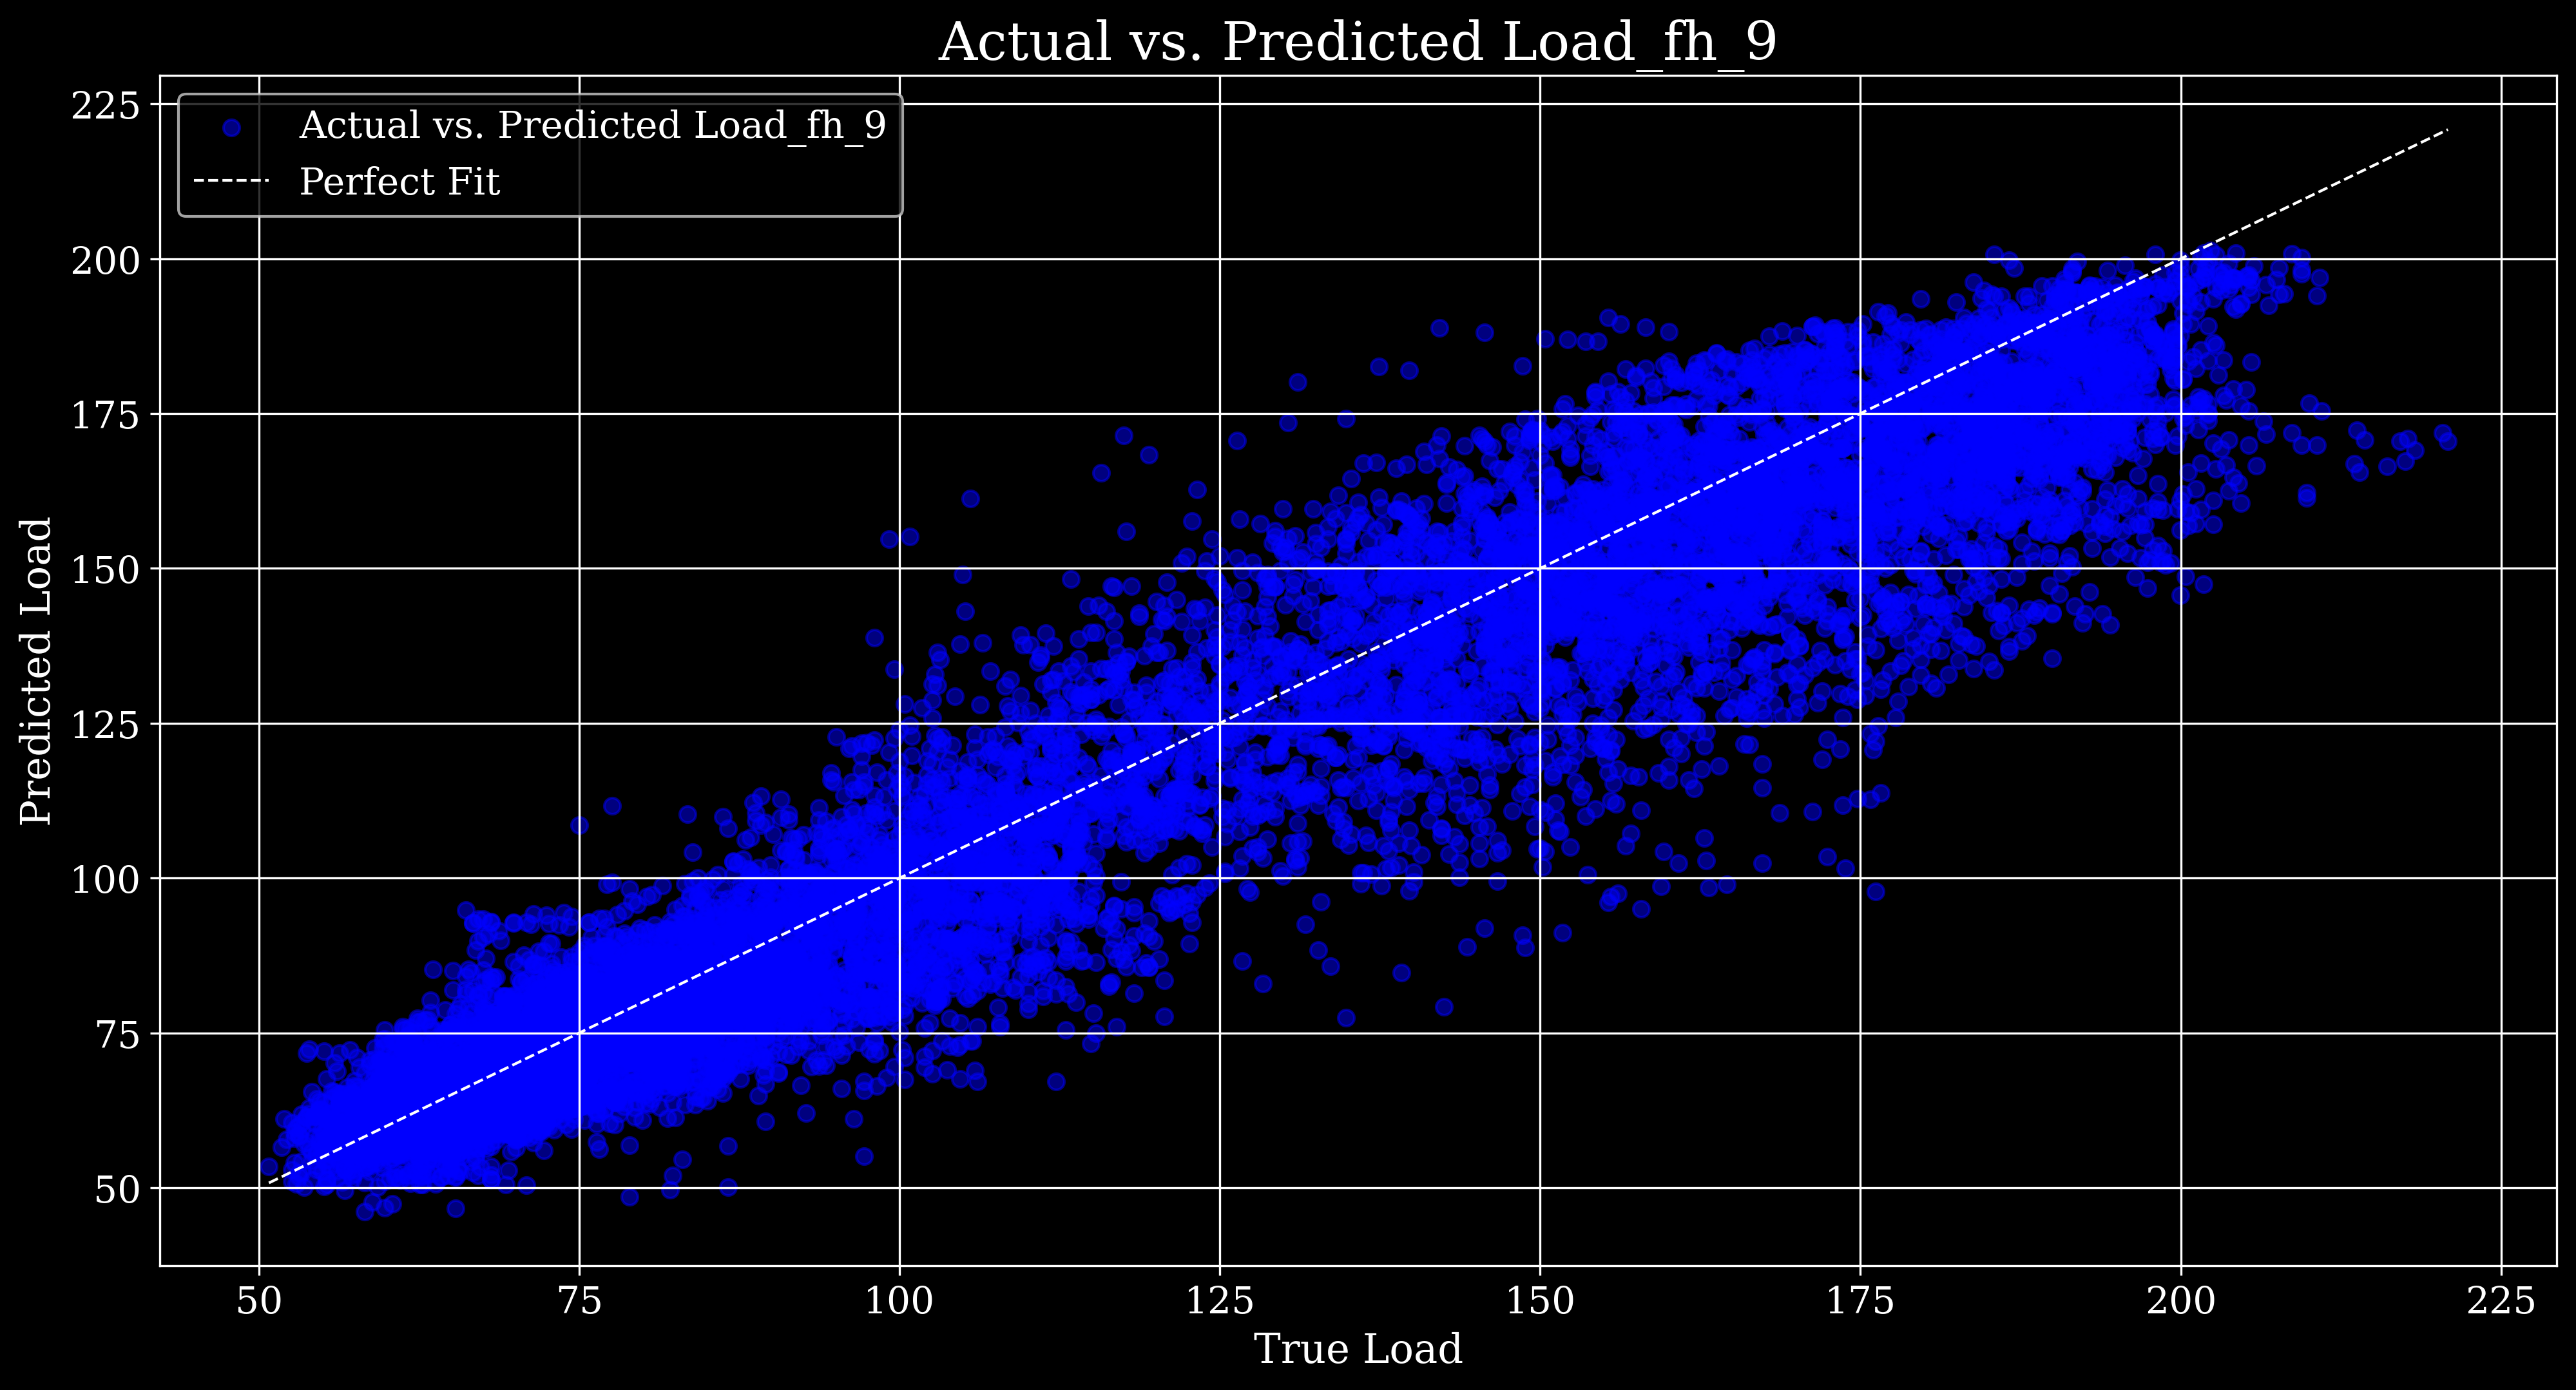 Actual vs. Predicted Load_fh_9
Actual vs. Predicted Load_fh_9
Perfect Fit
Predicted Load
225
200
175
150
125
100
75
50
50 75 100 125 150 175 200 225
True Load